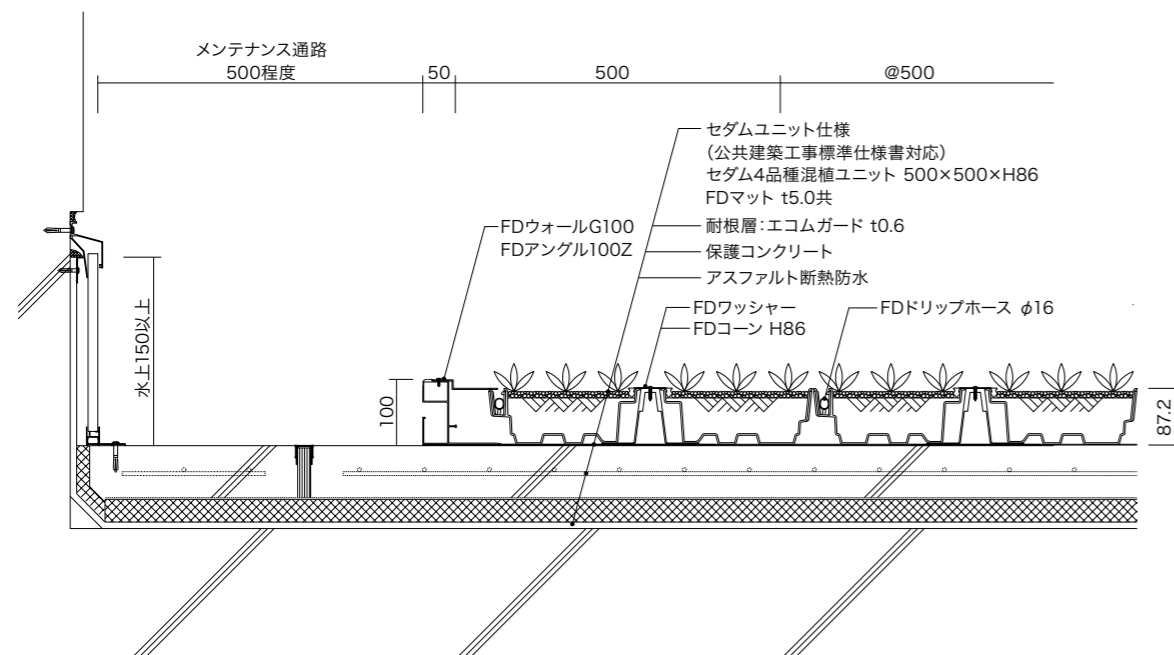 メンテナンス通路
500程度
50
500
@500
セダムユニット仕様
(公共建築工事標準仕様書対応)
セダム4品種混植ユニット 500×500×H86
FDマット t5.0共
耐根層:エコムガード t0.6
保護コンクリート
アスファルト断熱防水
FDウォールG100
FDアングル100Z
FDワッシャー
FDコーン H86
FDドリップホース φ16
水上150以上
100
87.2